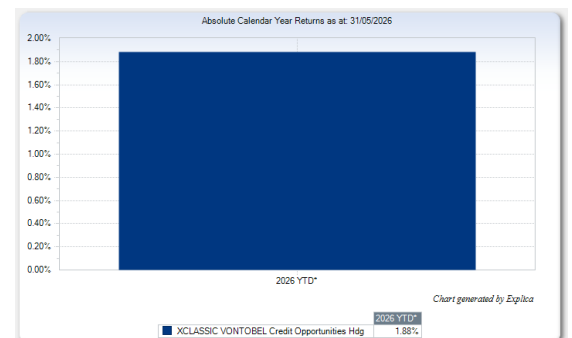 Absolute Calendar Year Returns as at: 31/05/2026
2.00%
1.80%
1.60%
1.40%
1.20%
1.00%
0.80%
0.60%
0.40%
0.20%
0.00%
2026 YTD*
Chart generated by Explica
2026 YTD*
XCLASSIC VONTOBEL Credit Opportunities Hdg 1.88%